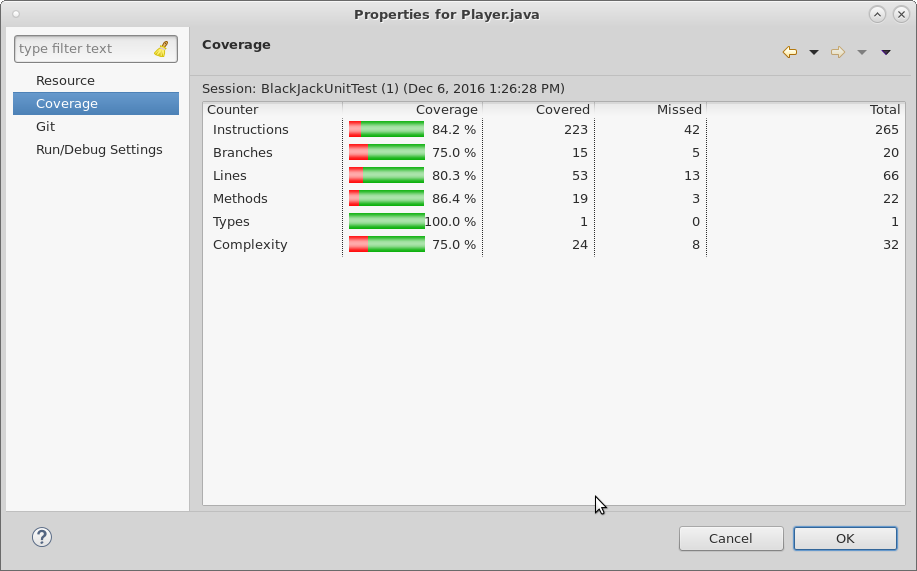 Properties for Player.java
type filter text
Resource
Coverage
Git
Run/Debug Settings
Coverage
Session: BlackJackUnitTest (1) (Dec 6, 2016 1:26:28 PM)
Counter Coverage Covered Missed Total
Instructions 84.2 % 223 42 265
Branches 75.0 % 15 5 20
Lines 80.3 % 53 13 66
Methods 86.4 % 19 3 22
Types 100.0 % 1 0 1
Complexity 75.0 % 24 8 32
? Cancel OK